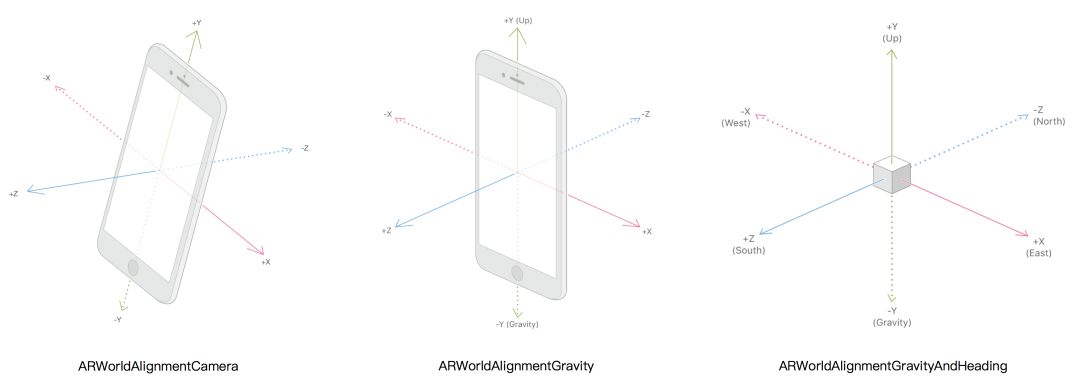 +Y
-X
-Z
+Z
+X
-Y
ARWorldAlignmentCamera
+Y (Up)
-X
-Z
+Z
+X
-Y (Gravity)
ARWorldAlignmentGravity
+Y
(Up)
-X
(West)
-Z
(North)
+Z
(South)
+X
(East)
-Y
(Gravity)
ARWorldAlignmentGravityAndHeading